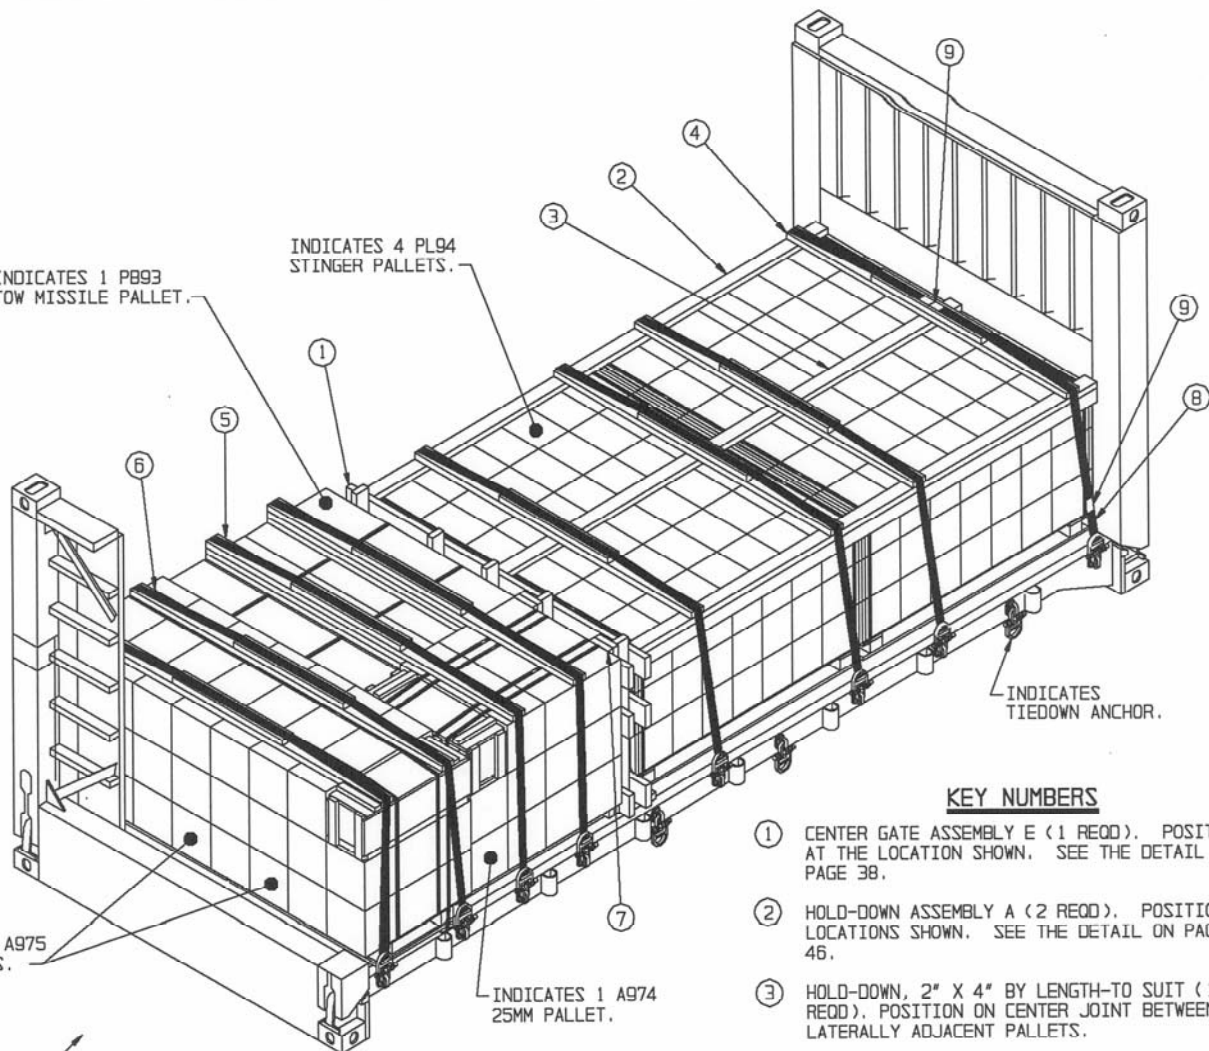 9
4
2
3
INDICATES 4 PL94
STINGER PALLETS.
INDICATES 1 PB93
TOW MISSILE PALLET.
1
9
8
5
6
INDICATES
TIEDOWN ANCHOR.
7
A975
INDICATES 1 A974
25MM PALLET.
KEY NUMBERS
1 CENTER GATE ASSEMBLY E (1 REQD). POSIT
AT THE LOCATION SHOWN. SEE THE DETAIL
PAGE 38.
2 HOLD-DOWN ASSEMBLY A (2 REQD). POSITIO
LOCATIONS SHOWN. SEE THE DETAIL ON PAG
46.
3 HOLD-DOWN, 2" X 4" BY LENGTH-TO SUIT (
REQD). POSITION ON CENTER JOINT BETWEEN
LATERALLY ADJACENT PALLETS.